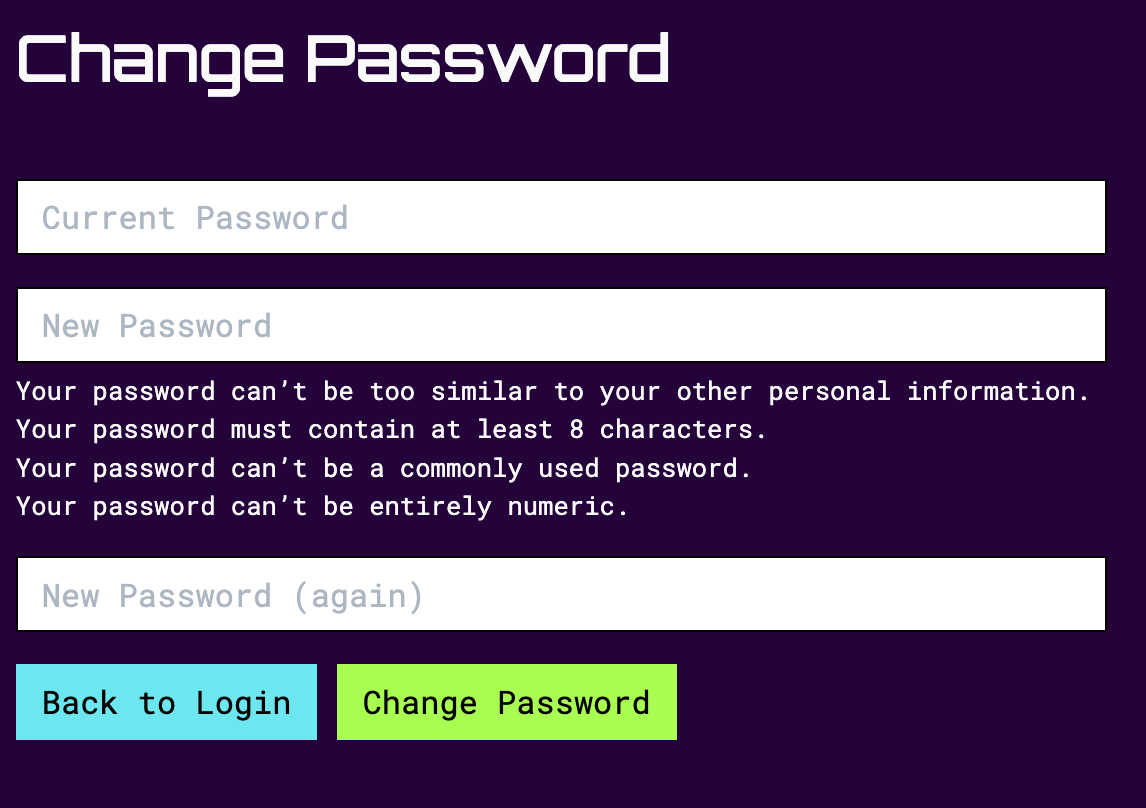 Change Password
Current Password
New Password
Your password can’t be too similar to your other personal information.
Your password must contain at least 8 characters.
Your password can’t be a commonly used password.
Your password can’t be entirely numeric.
New Password (again)
Back to Login
Change Password